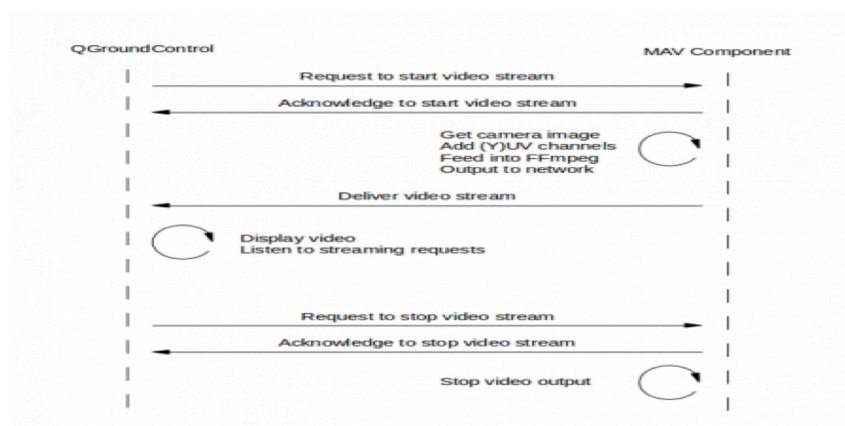 QGroundControl
MAV Component
Request to start video stream
Acknowledge to start video stream
Get camera image
Add (Y)UV channels
Feed into FFmpeg
Output to network
Deliver video stream
Display video
Listen to streaming requests
Request to stop video stream
Acknowledge to stop video stream
Stop video output